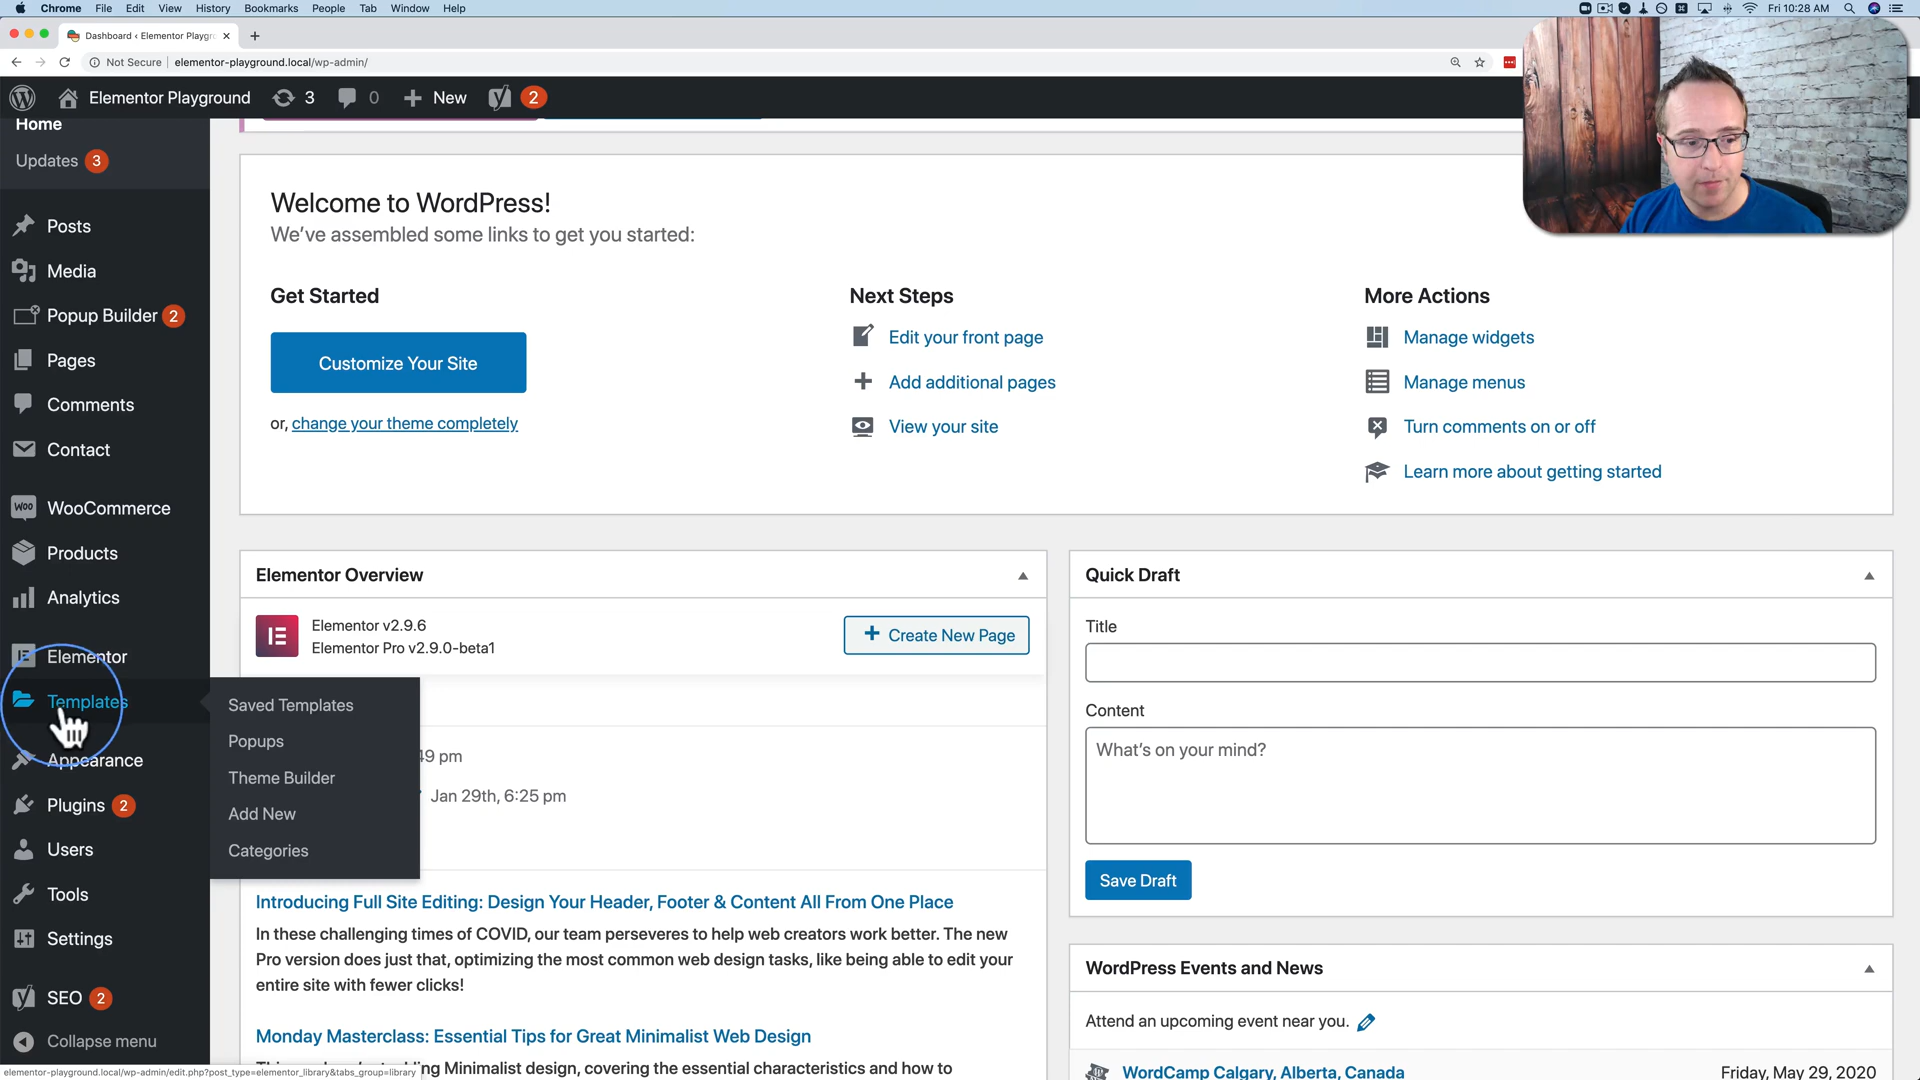 Chrome File Edit View History Bookmarks People Tab Window Help Fri 10:28 AM
Dashboard ‹ Elementor Playgr
Not Secure elementor-playground.local/wp-admin/
Elementor Playground 3 0 New 2
Home
Updates 3
Posts
Media
Popup Builder 2
Pages
Comments
Contact
WooCommerce
Products
Analytics
Elementor
Templates
Appearance
Plugins 2
Users
Tools
Settings
SEO 2
Collapse menu
Saved Templates
Popups
Theme Builder
Add New
Categories
Welcome to WordPress!
We've assembled some links to get you started:
Get Started
Customize Your Site
or, change your theme completely
Next Steps
Edit your front page
Add additional pages
View your site
More Actions
Manage widgets
Manage menus
Turn comments on or off
Learn more about getting started
Elementor Overview
Elementor v2.9.6
Elementor Pro v2.9.0-beta1
Create New Page
49 pm
Jan 29th, 6:25 pm
Introducing Full Site Editing: Design Your Header, Footer & Content All From One Place
In these challenging times of COVID, our team perseveres to help web creators work better. The new
Pro version does just that, optimizing the most common web design tasks, like being able to edit your
entire site with fewer clicks!
Monday Masterclass: Essential Tips for Great Minimalist Web Design
Minimalist design, covering the essential characteristics and how to
Quick Draft
Title
Content
What's on your mind?
Save Draft
WordPress Events and News
Attend an upcoming event near you.
WordCamp Calgary, Alberta, Canada Friday, May 29, 2020
elementor-playground.local/wp-admin/edit.php?post_type=elementor_library&tabs_group=library